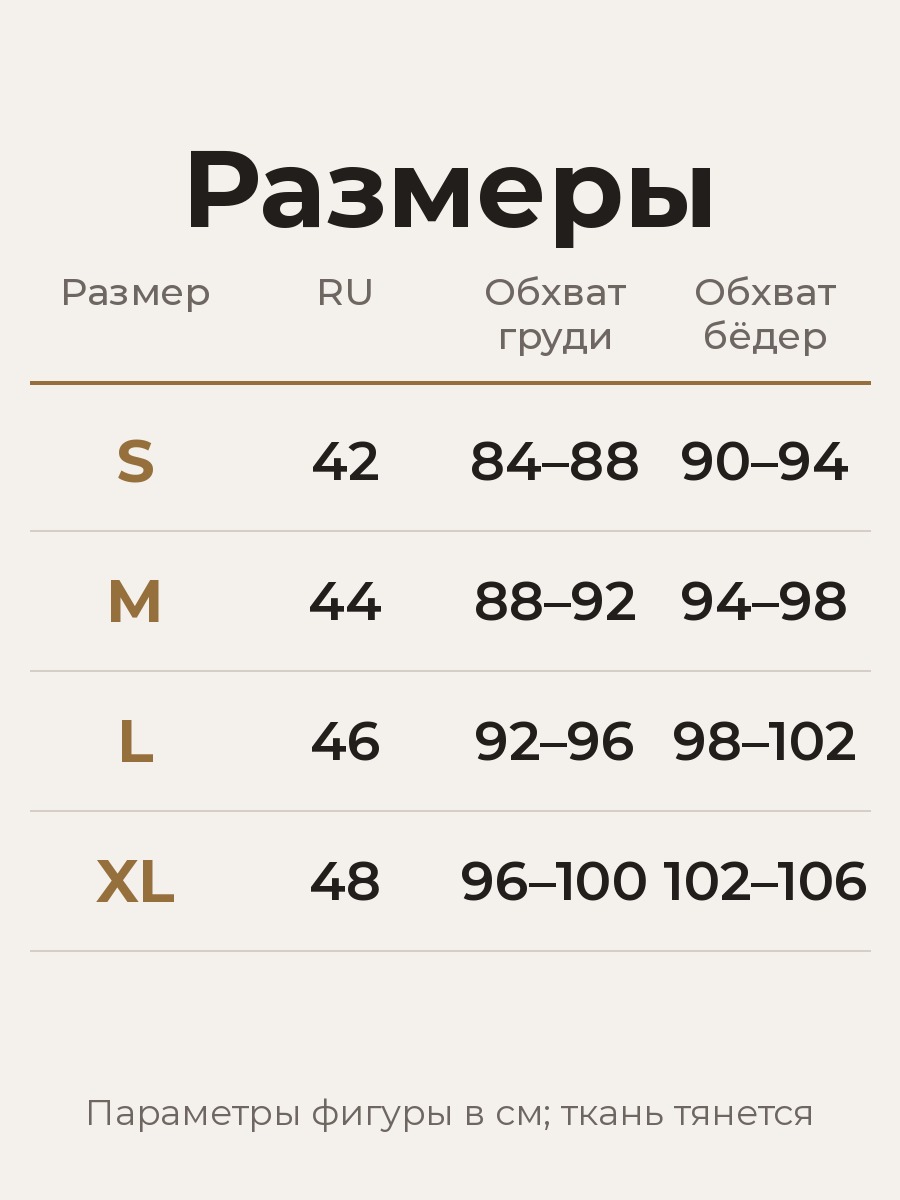 Размеры
Размер RU Обхват груди Обхват бёдер
S 42 84–88 90–94
M 44 88–92 94–98
L 46 92–96 98–102
XL 48 96–100 102–106
Параметры фигуры в см; ткань тянется